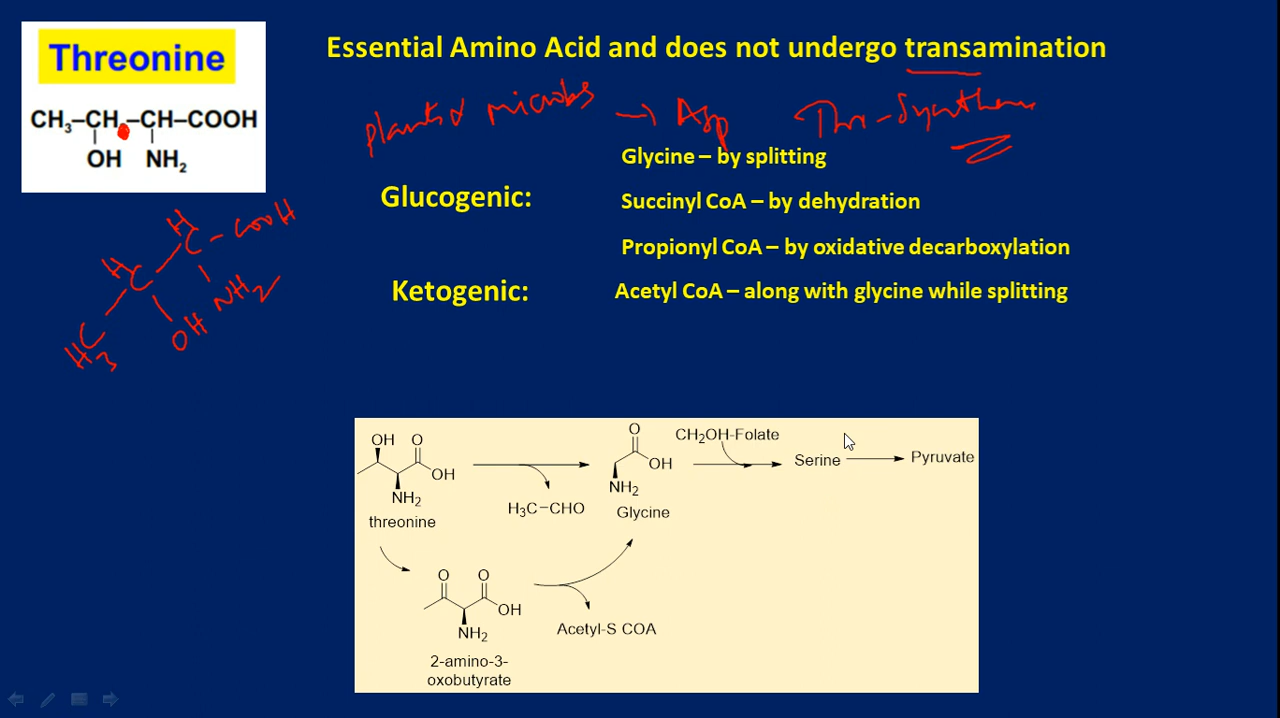 Threonine
Essential Amino Acid and does not undergo transamination
CH₃–CH–CH–COOH
OH NH₂
plants & microbs → Asp Thr-Synthesis
Glycine – by splitting
Glucogenic:
Succinyl CoA – by dehydration
Propionyl CoA – by oxidative decarboxylation
Ketogenic:
Acetyl CoA – along with glycine while splitting
H
C - COOH
H C
NH₂
OH
H₃C
OH O
OH
NH₂
threonine
H₃C–CHO
O
OH
NH₂
Glycine
CH₂OH-Folate
Serine
Pyruvate
O O
OH
NH₂
2-amino-3-
oxobutyrate
Acetyl-S COA